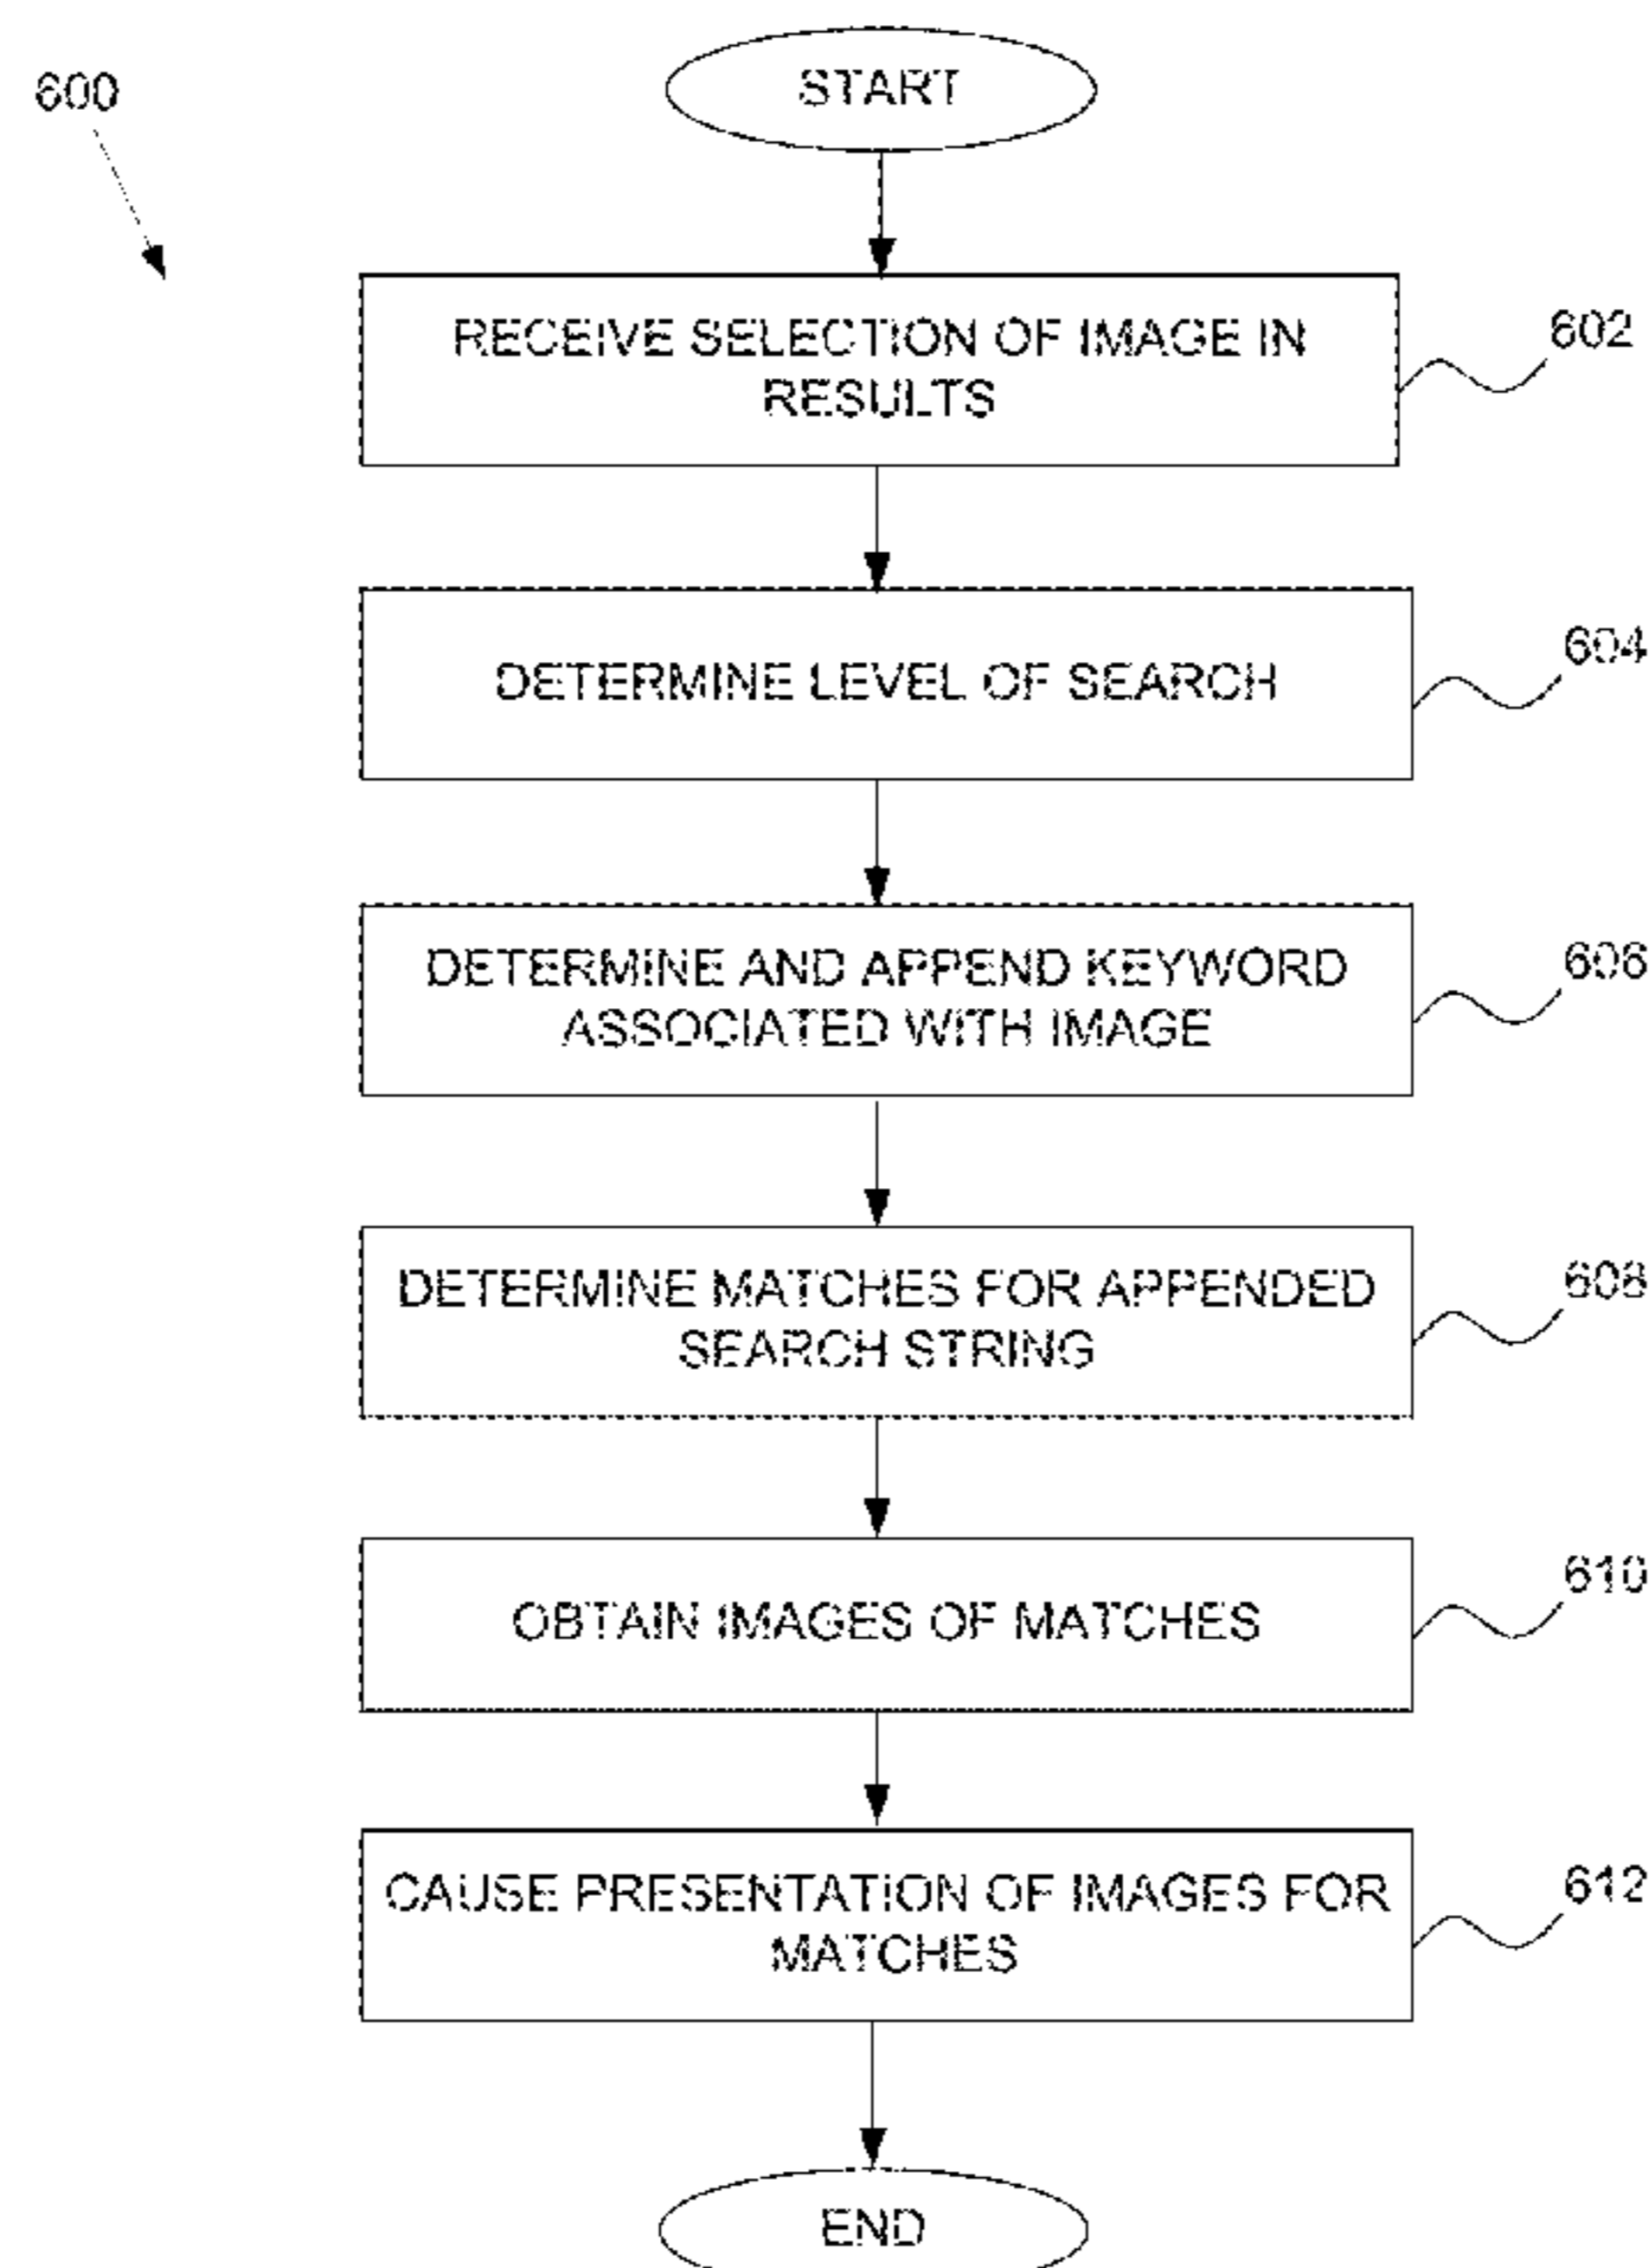 600
START
RECEIVE SELECTION OF IMAGE IN
RESULTS
602
DETERMINE LEVEL OF SEARCH
604
DETERMINE AND APPEND KEYWORD
ASSOCIATED WITH IMAGE
606
DETERMINE MATCHES FOR APPENDED
SEARCH STRING
608
OBTAIN IMAGES OF MATCHES
610
CAUSE PRESENTATION OF IMAGES FOR
MATCHES
612
END